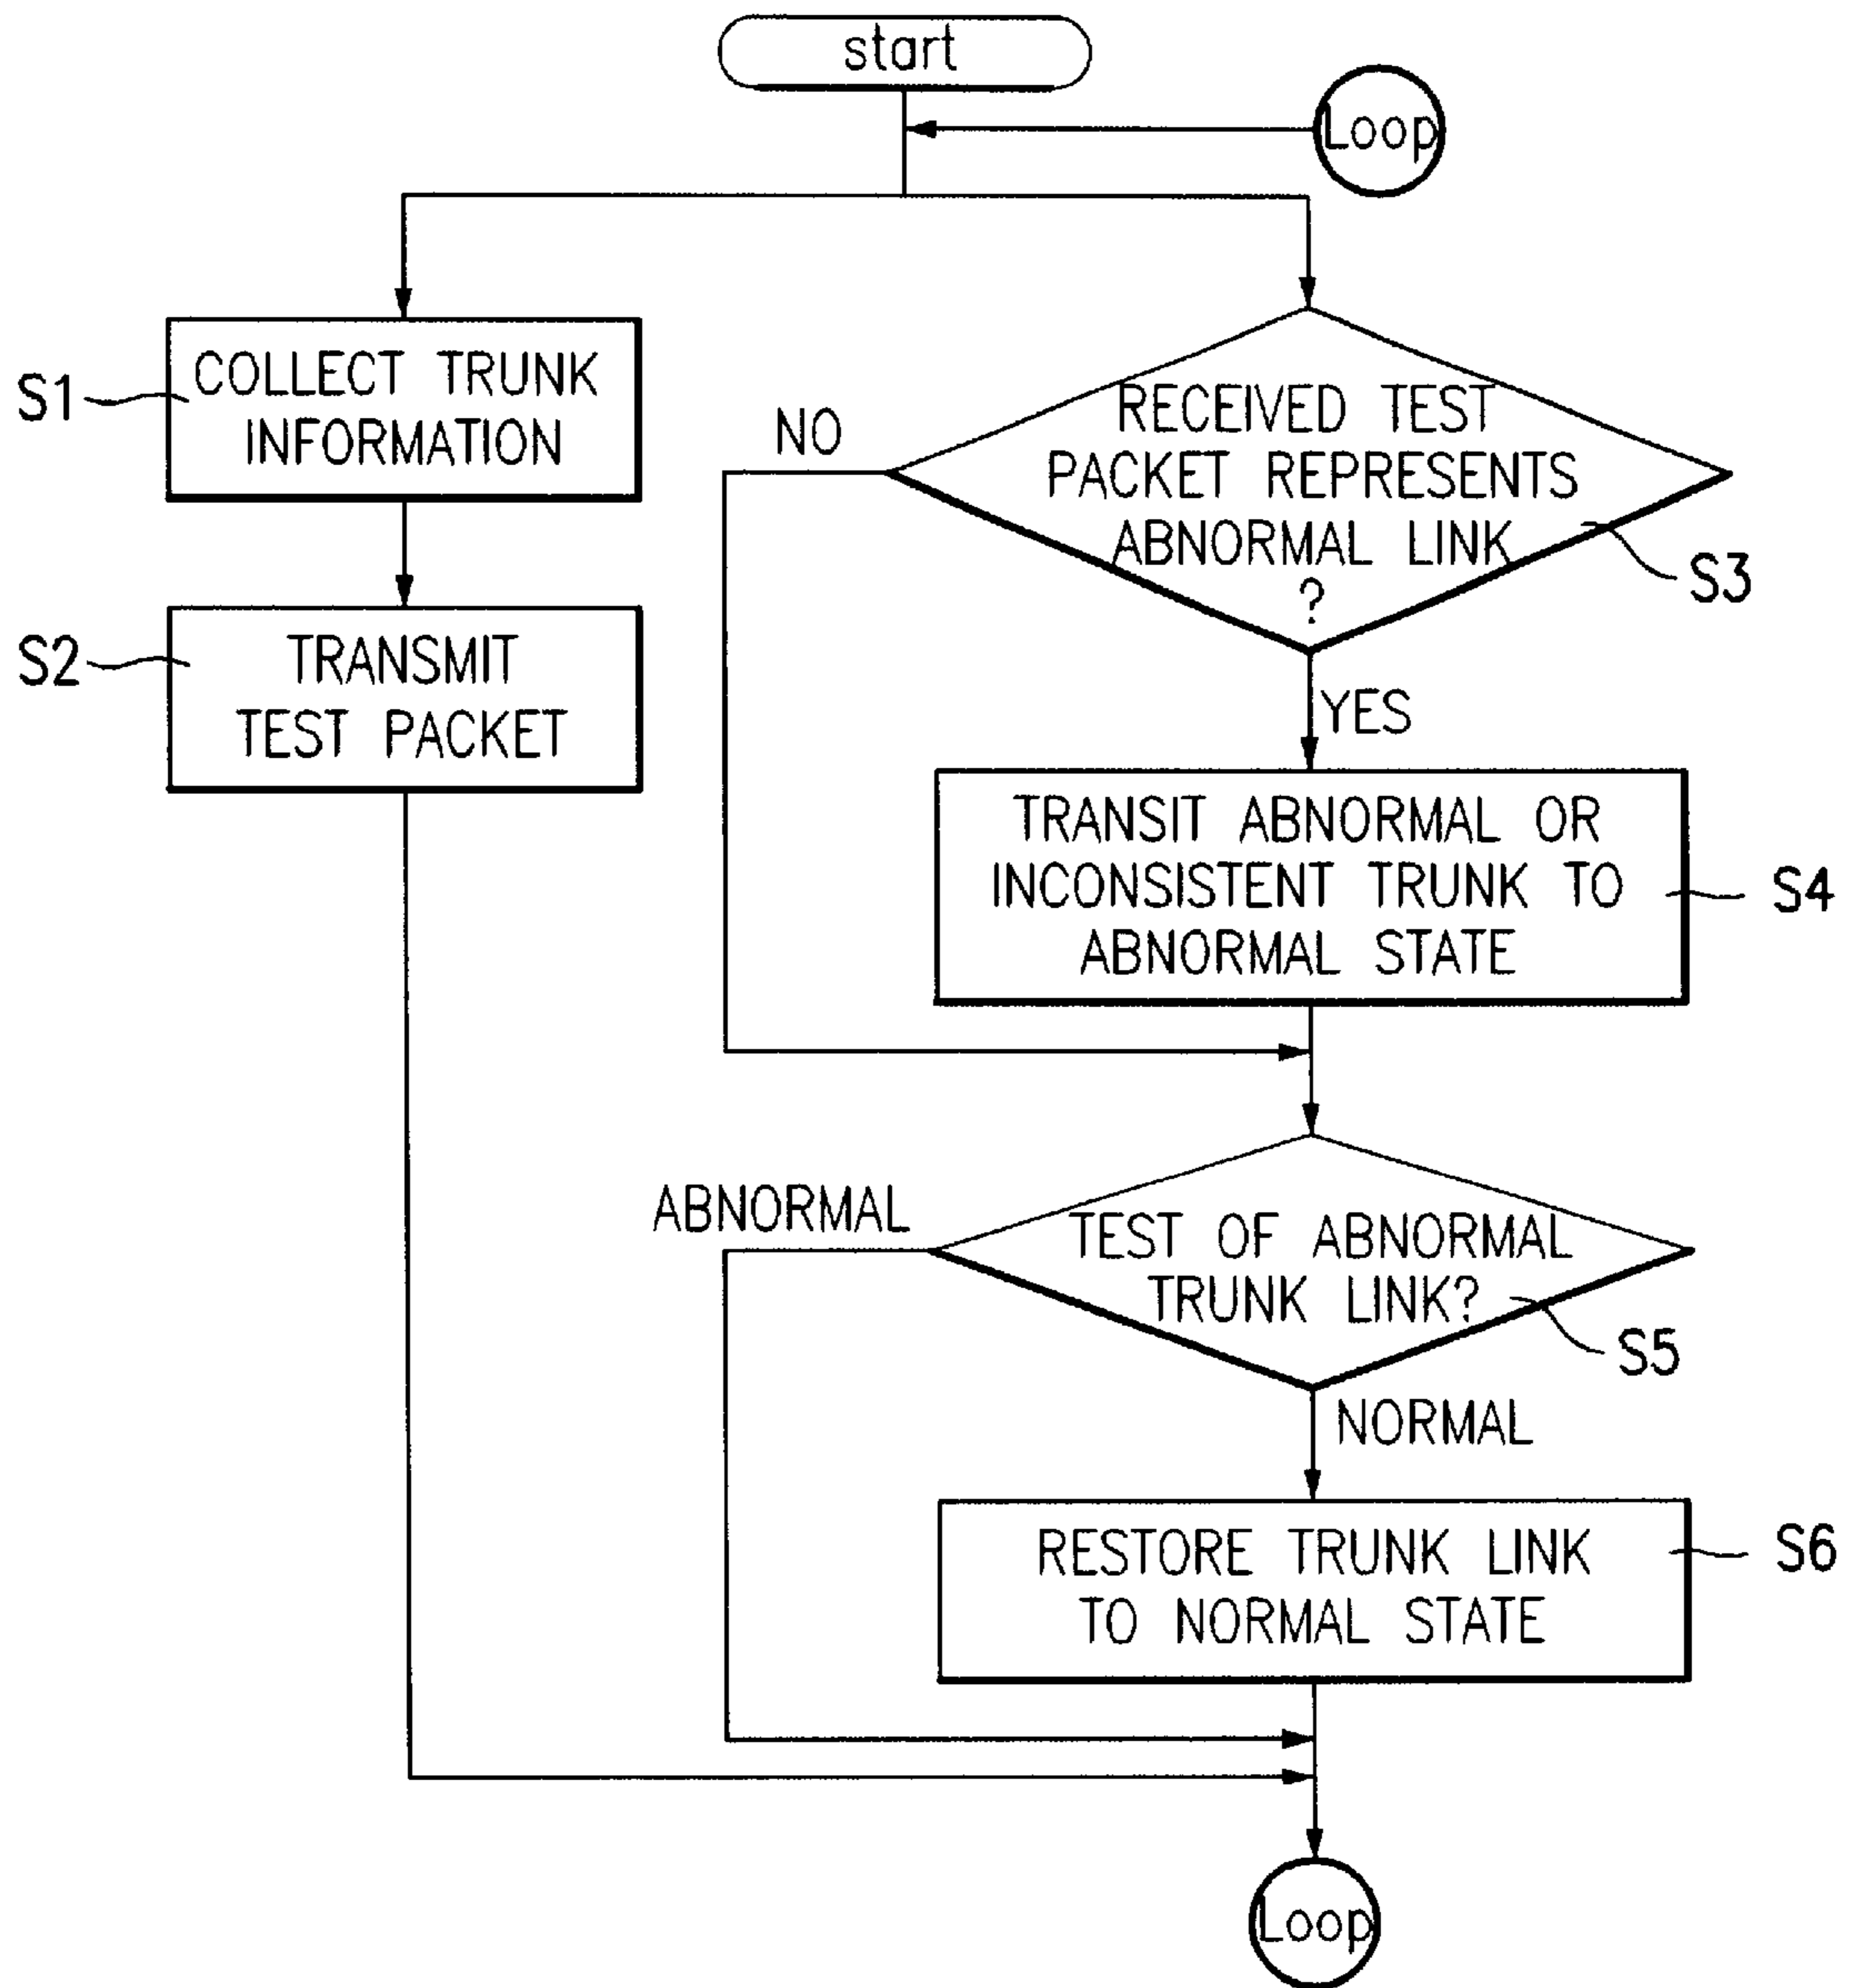 start
Loop
S1
COLLECT TRUNK
INFORMATION
NO
RECEIVED TEST
PACKET REPRESENTS
ABNORMAL LINK
?
S3
S2
TRANSMIT
TEST PACKET
YES
TRANSIT ABNORMAL OR
INCONSISTENT TRUNK TO
ABNORMAL STATE
S4
ABNORMAL
TEST OF ABNORMAL
TRUNK LINK?
S5
NORMAL
RESTORE TRUNK LINK
TO NORMAL STATE
S6
Loop